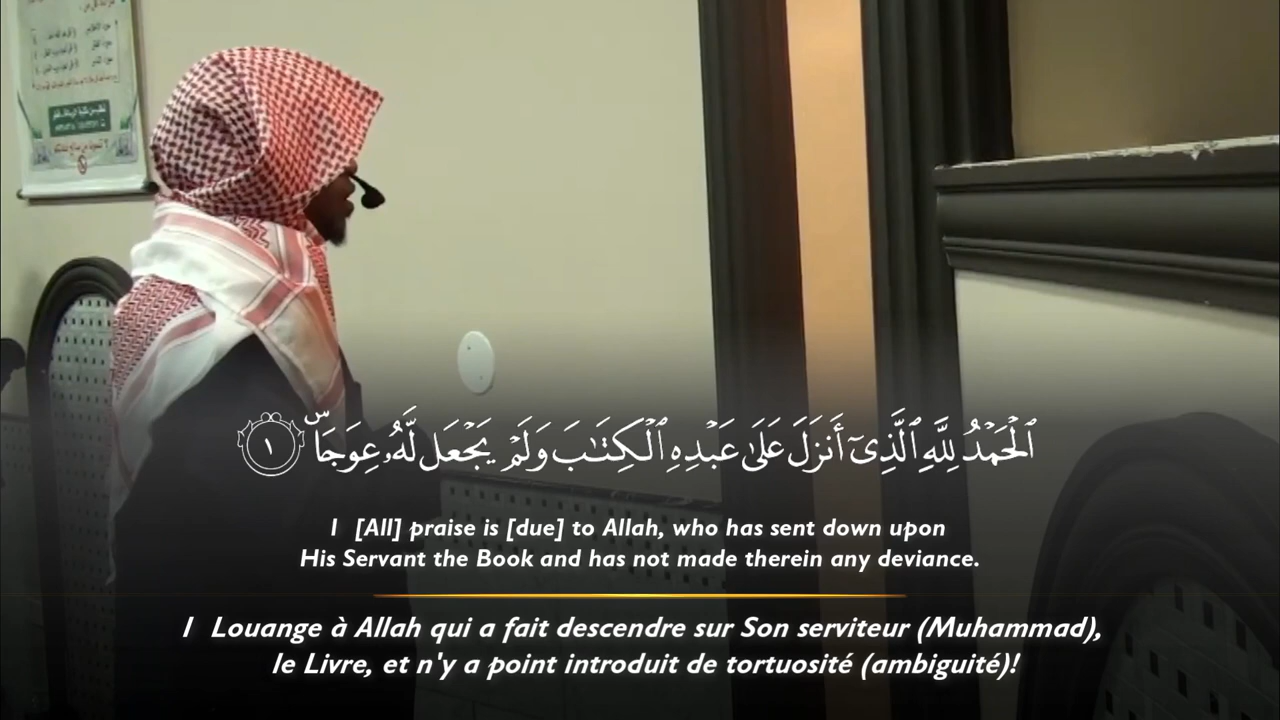 ٱلْحَمْدُ لِلَّهِ ٱلَّذِىٓ أَنزَلَ عَلَىٰ عَبْدِهِ ٱلْكِتَـٰبَ وَلَمْ يَجْعَل لَّهُۥ عِوَجَاۜ ١
1 [All] praise is [due] to Allah, who has sent down upon
His Servant the Book and has not made therein any deviance.
1 Louange à Allah qui a fait descendre sur Son serviteur (Muhammad),
le Livre, et n'y a point introduit de tortuosité (ambiguité)!